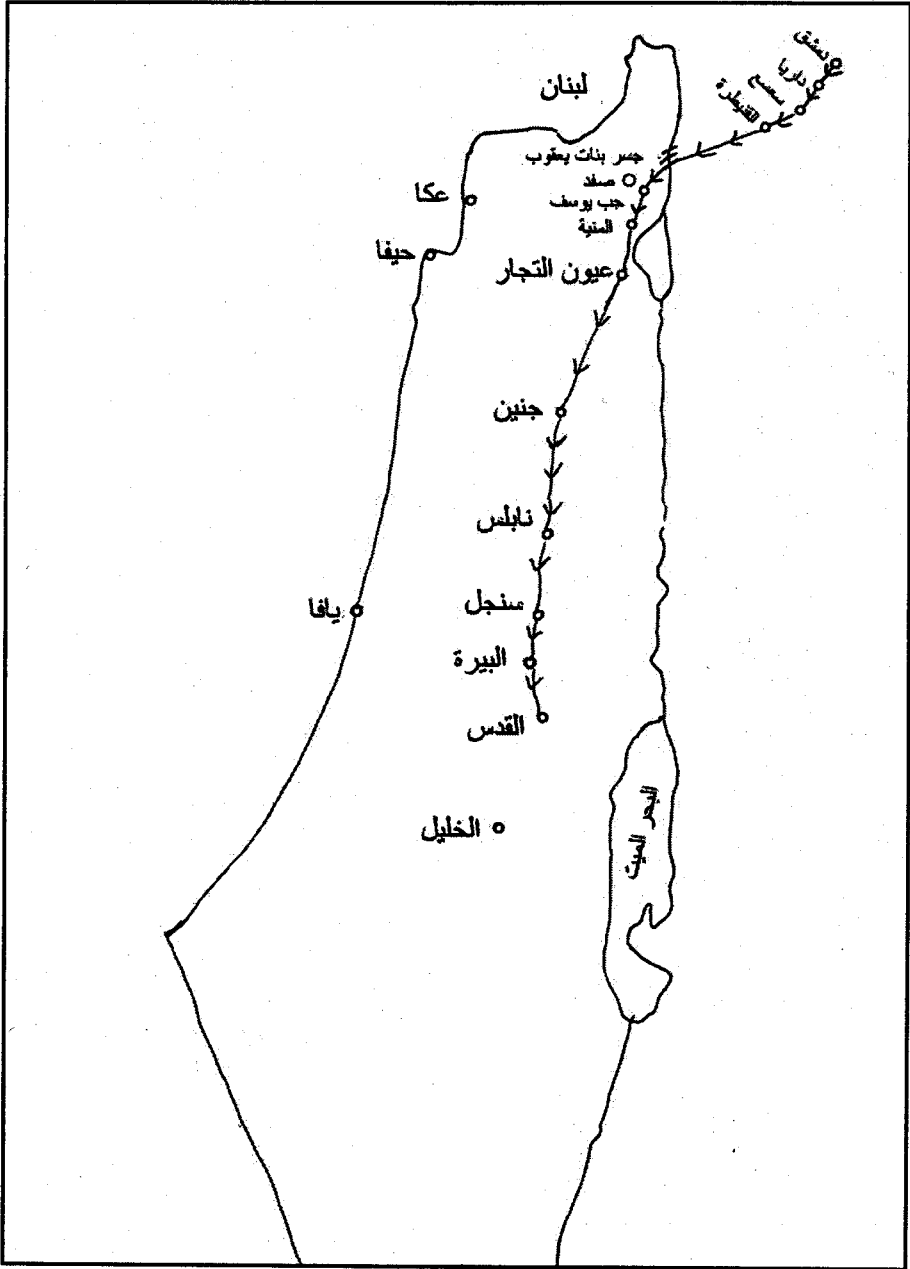 دمشق
داريا
سعسع
القنيطرة
لبنان
جسر بنات يعقوب
صفد
جب يوسف
المنية
عكا
حيفا
عيون التجار
جنين
نابلس
سنجل
يافا
البيرة
القدس
البحر الميت
الخليل